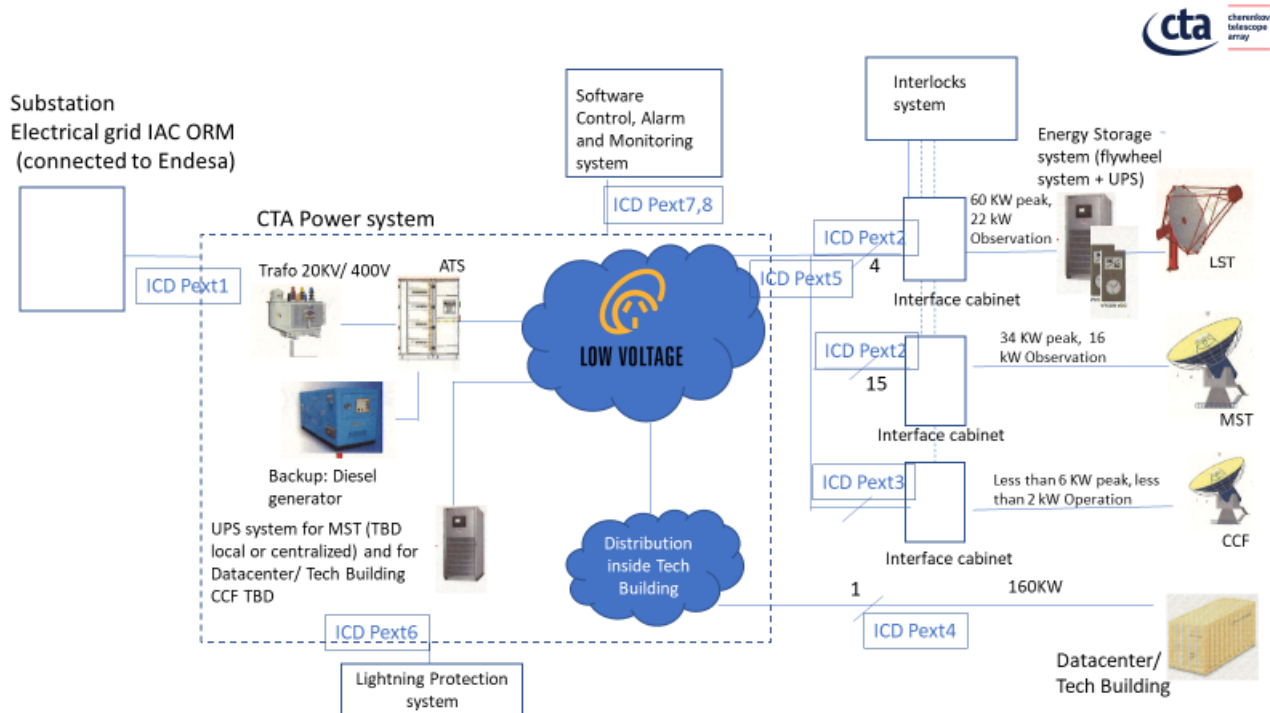 cta
cherenkov
telescope
array
Substation
Electrical grid IAC ORM
(connected to Endesa)
Software
Control, Alarm
and Monitoring
system
Interlocks
system
Energy Storage
system (flywheel
system + UPS)
ICD Pext7,8
60 KW peak,
22 kW
Observation
CTA Power system
ICD Pext2
4
LST
ICD Pext1
Trafo 20KV/ 400V
ATS
ICD Pext5
Interface cabinet
LOW VOLTAGE
34 KW peak, 16
kW Observation
ICD Pext2
15
MST
Interface cabinet
Backup: Diesel
generator
ICD Pext3
Less than 6 KW peak, less
than 2 kW Operation
CCF
UPS system for MST (TBD
local or centralized) and for
Datacenter/ Tech Building
CCF TBD
Distribution
inside Tech
Building
Interface cabinet
1
160KW
ICD Pext6
ICD Pext4
Lightning Protection
system
Datacenter/
Tech Building